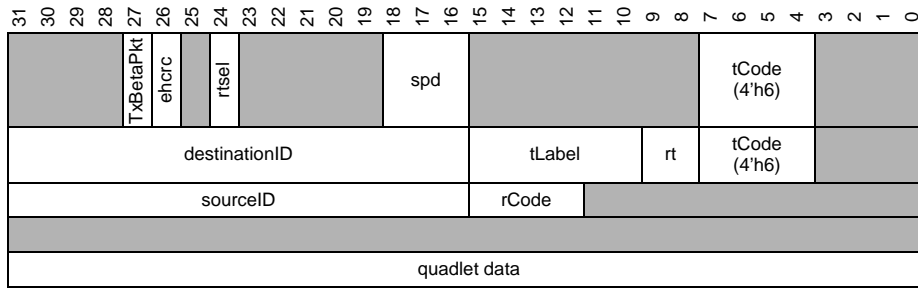 31 30 29 28 27 26 25 24 23 22 21 20 19 18 17 16 15 14 13 12 11 10 9 8 7 6 5 4 3 2 1 0
TxBetaPkt ehcrc rtsel spd tCode
(4'h6)
destinationID tLabel rt tCode
(4'h6)
sourceID rCode
quadlet data